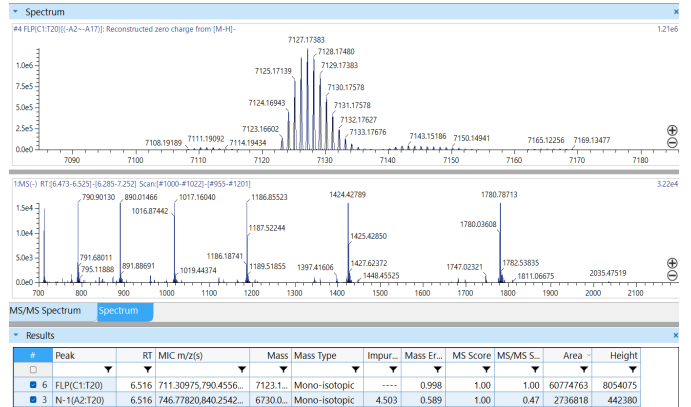 Spectrum
#4 FLP(C1:T20)[(-A2~-A17)]: Reconstructed zero charge from [M-H]-
1.21e6
7127.17383
7128.17480
7129.17383
7125.17139
7130.17578
7124.16943
7131.17578
7132.17627
7123.16602
7133.17676
7108.19189
7111.19092
7114.19434
7143.15186
7150.14941
7165.12256
7169.13477
1.0e6
7.5e5
5.0e5
2.5e5
0.0e0
7090 7100 7110 7120 7130 7140 7150 7160 7170 7180
1:MS(-) RT:[6.473-6.525]-[6.285-7.252] Scan:[#1000-#1022]-[#955-#1201]
3.22e4
790.90130
890.01466
1017.16040
1186.85523
1424.42789
1780.78713
1016.87442
1187.52244
1425.42850
1780.03608
791.68011
795.11888
891.88691
1019.44374
1186.18741
1189.51855
1397.41606
1427.62372
1448.45525
1747.02321
1782.53835
1811.06675
2035.47519
1.5e4
1.0e4
5.0e3
0.0e0
700 800 900 1000 1100 1200 1300 1400 1500 1600 1700 1800 1900 2000 2100
MS/MS Spectrum Spectrum
Results
# Peak RT MIC m/z(s) Mass Mass Type Impur... Mass Er... MS Score MS/MS S... Area Height
6 FLP(C1:T20) 6.516 711.30975,790.4556... 7123.1... Mono-isotopic ---- 0.998 1.00 1.00 60774763 8054075
3 N-1(A2:T20) 6.516 746.77820,840.2542... 6730.0... Mono-isotopic 4.503 0.589 1.00 0.47 2736818 442380